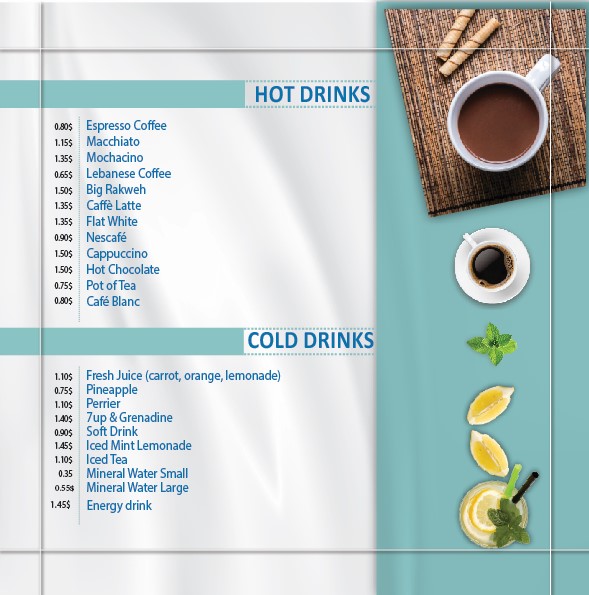 HOT DRINKS
0.80$ Espresso Coffee
1.15$ Macchiato
1.35$ Mochacino
0.65$ Lebanese Coffee
1.50$ Big Rakweh
1.35$ Caffè Latte
1.35$ Flat White
0.90$ Nescafé
1.50$ Cappuccino
1.50$ Hot Chocolate
0.75$ Pot of Tea
0.80$ Café Blanc
COLD DRINKS
1.10$ Fresh Juice (carrot, orange, lemonade)
0.75$ Pineapple
1.10$ Perrier
1.40$ 7up & Grenadine
0.90$ Soft Drink
1.45$ Iced Mint Lemonade
1.10$ Iced Tea
0.35 Mineral Water Small
0.55$ Mineral Water Large
1.45$ Energy drink